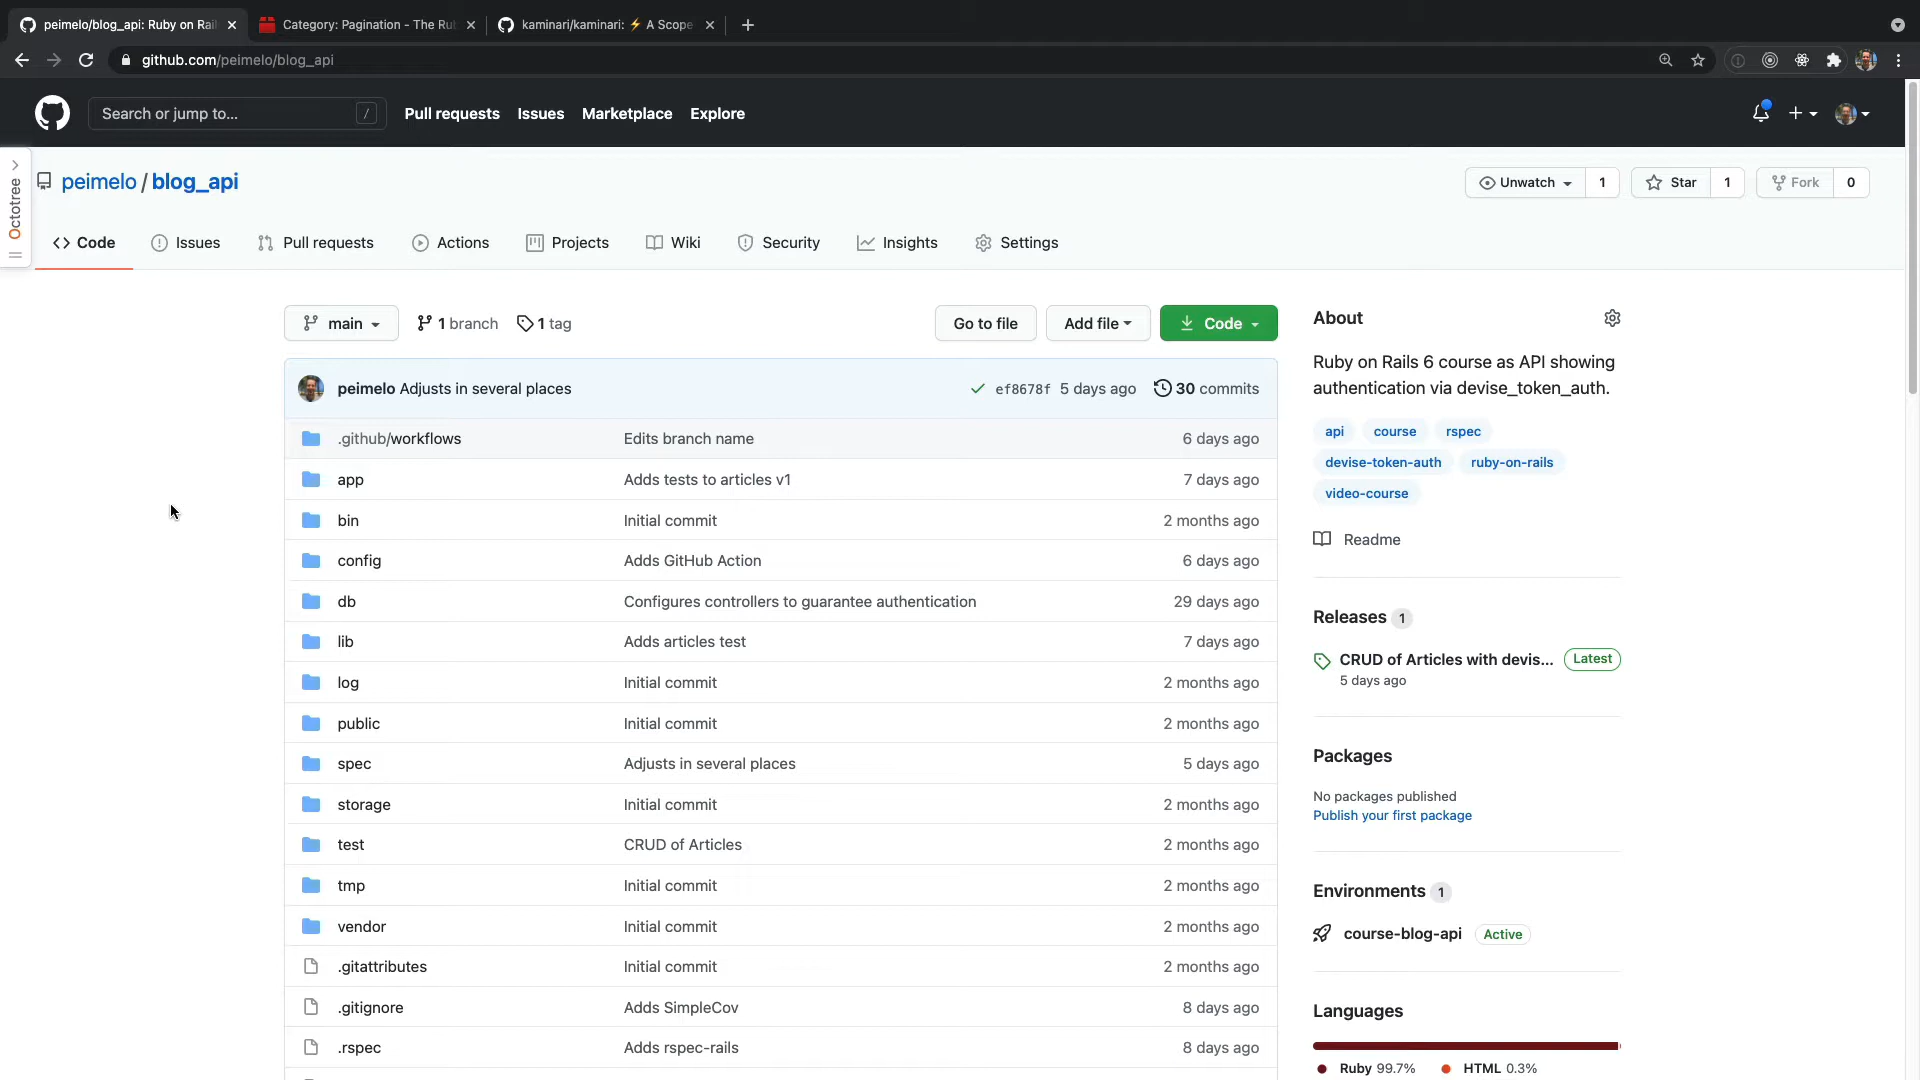 peimelo/blog_api: Ruby on Rai
Category: Pagination - The Rub
kaminari/kaminari: ⚡ A Scope
github.com/peimelo/blog_api
Search or jump to... /
Pull requests Issues Marketplace Explore
Octotree
peimelo / blog_api
Unwatch 1 Star 1 Fork 0
Code Issues Pull requests Actions Projects Wiki Security Insights Settings
main 1 branch 1 tag
Go to file Add file Code
peimelo Adjusts in several places ef8678f 5 days ago 30 commits
.github/workflows Edits branch name 6 days ago
app Adds tests to articles v1 7 days ago
bin Initial commit 2 months ago
config Adds GitHub Action 6 days ago
db Configures controllers to guarantee authentication 29 days ago
lib Adds articles test 7 days ago
log Initial commit 2 months ago
public Initial commit 2 months ago
spec Adjusts in several places 5 days ago
storage Initial commit 2 months ago
test CRUD of Articles 2 months ago
tmp Initial commit 2 months ago
vendor Initial commit 2 months ago
.gitattributes Initial commit 2 months ago
.gitignore Adds SimpleCov 8 days ago
.rspec Adds rspec-rails 8 days ago
About
Ruby on Rails 6 course as API showing
authentication via devise_token_auth.
api course rspec
devise-token-auth ruby-on-rails
video-course
Readme
Releases 1
CRUD of Articles with devis... Latest
5 days ago
Packages
No packages published
Publish your first package
Environments 1
course-blog-api Active
Languages
Ruby 99.7% HTML 0.3%